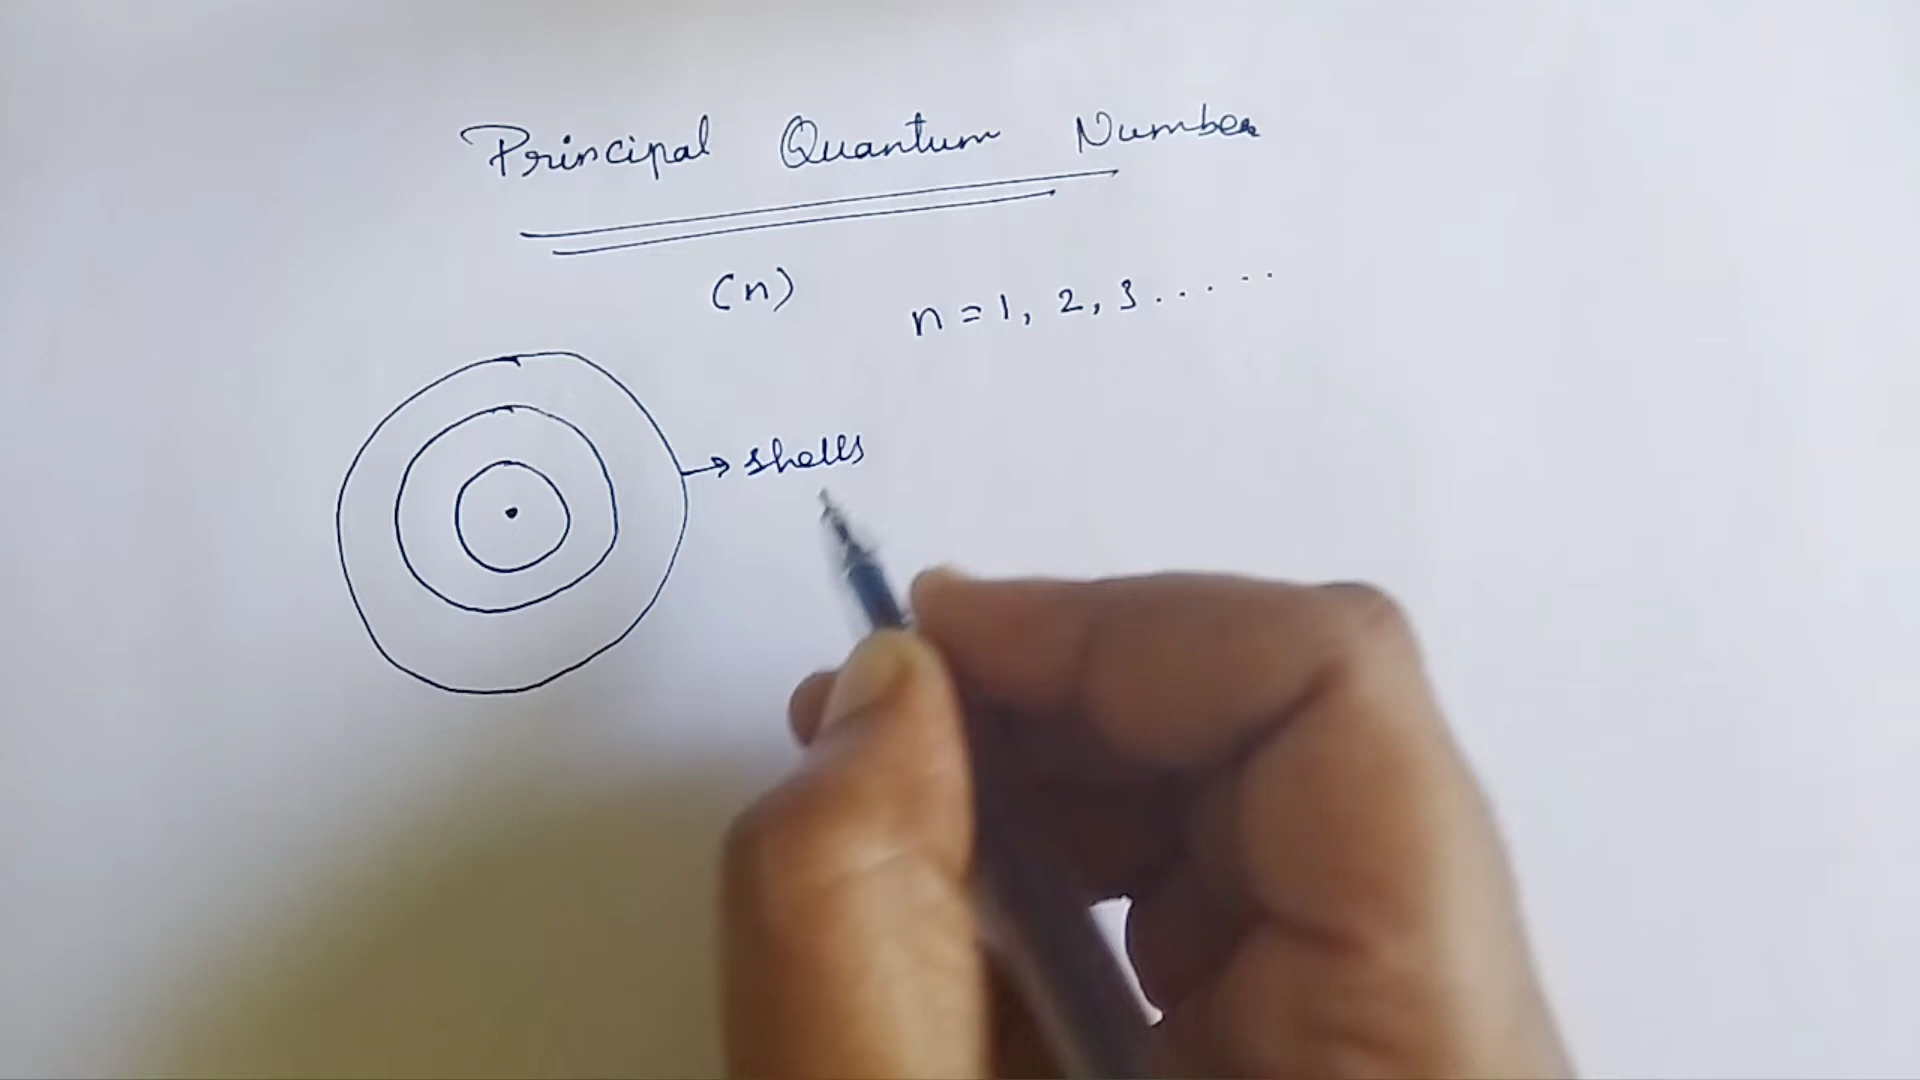 Principal Quantum Number
(n)
n = 1, 2, 3 . . . . . .
→ shells